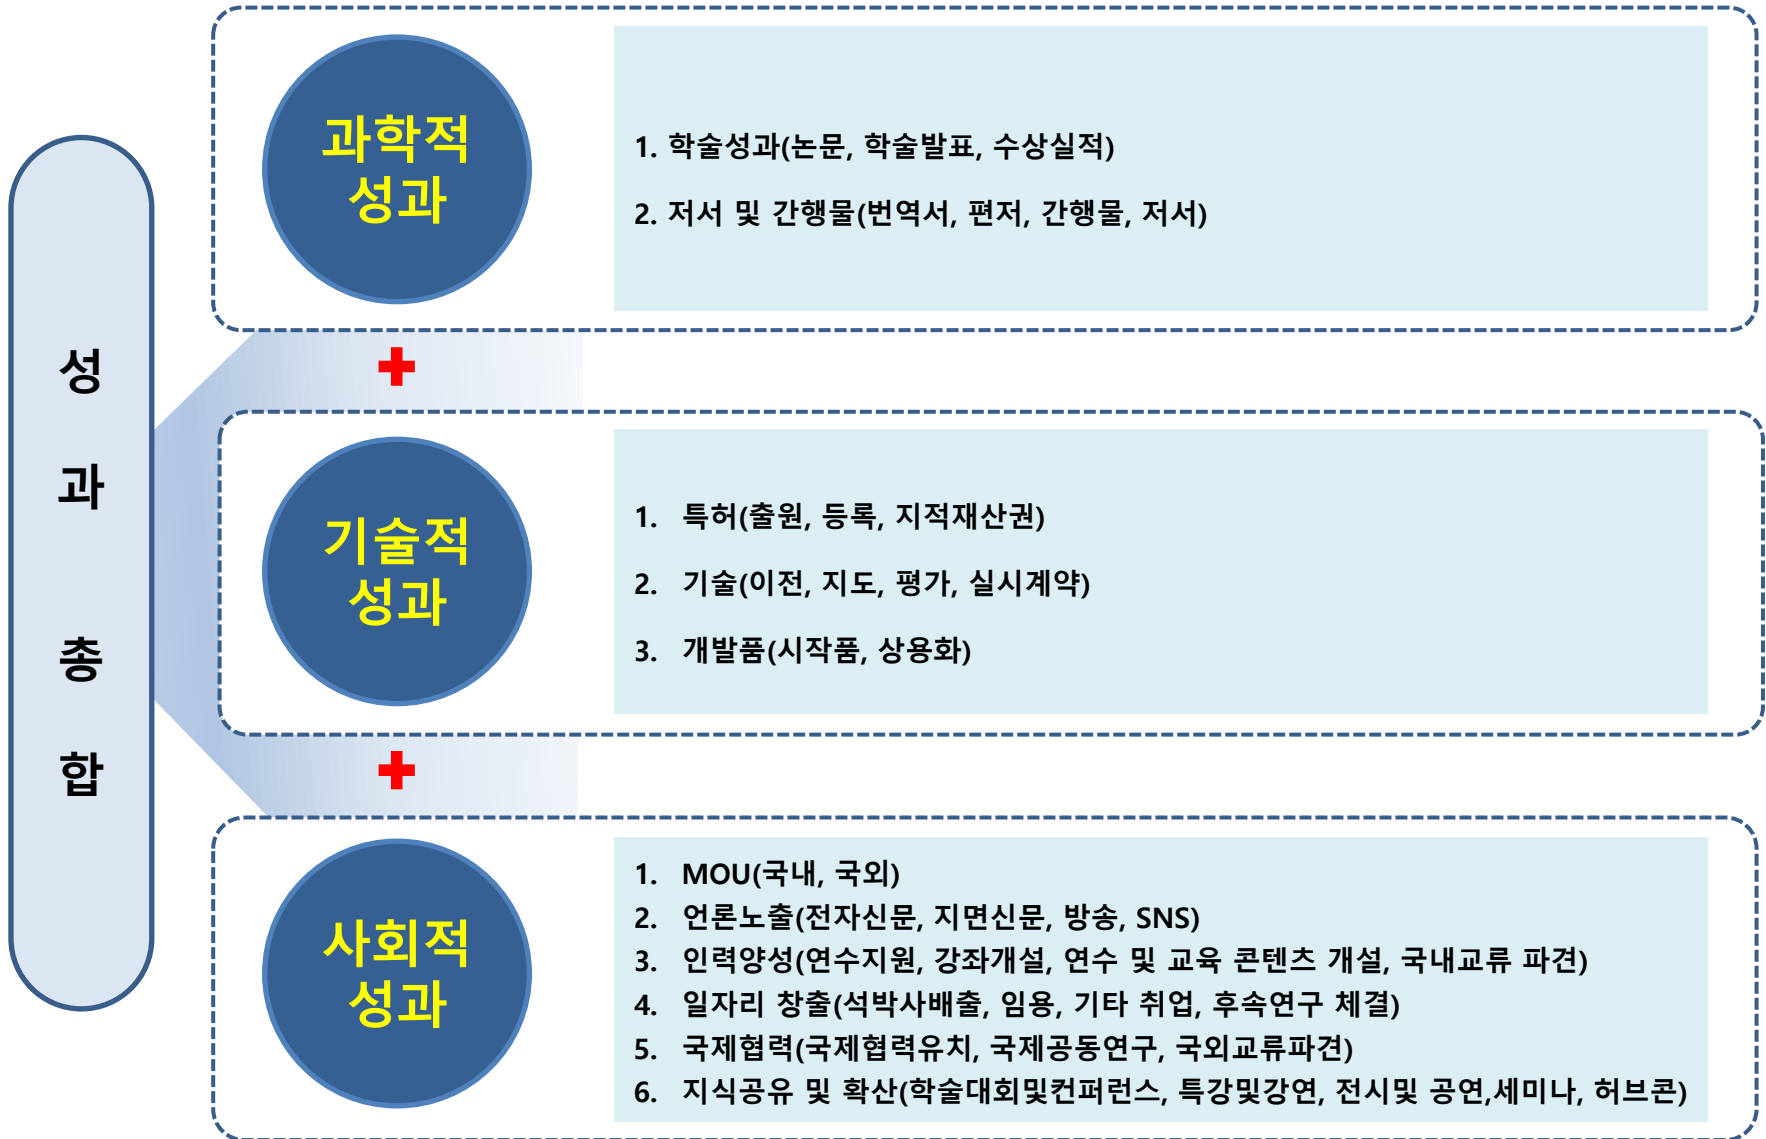 성
과
총
합
과학적
성과
1. 학술성과(논문, 학술발표, 수상실적)
2. 저서 및 간행물(번역서, 편저, 간행물, 저서)
기술적
성과
1. 특허(출원, 등록, 지적재산권)
2. 기술(이전, 지도, 평가, 실시계약)
3. 개발품(시작품, 상용화)
사회적
성과
1. MOU(국내, 국외)
2. 언론노출(전자신문, 지면신문, 방송, SNS)
3. 인력양성(연수지원, 강좌개설, 연수 및 교육 콘텐츠 개설, 국내교류 파견)
4. 일자리 창출(석박사배출, 임용, 기타 취업, 후속연구 체결)
5. 국제협력(국제협력유치, 국제공동연구, 국외교류파견)
6. 지식공유 및 확산(학술대회및컨퍼런스, 특강및강연, 전시및 공연,세미나, 허브콘)